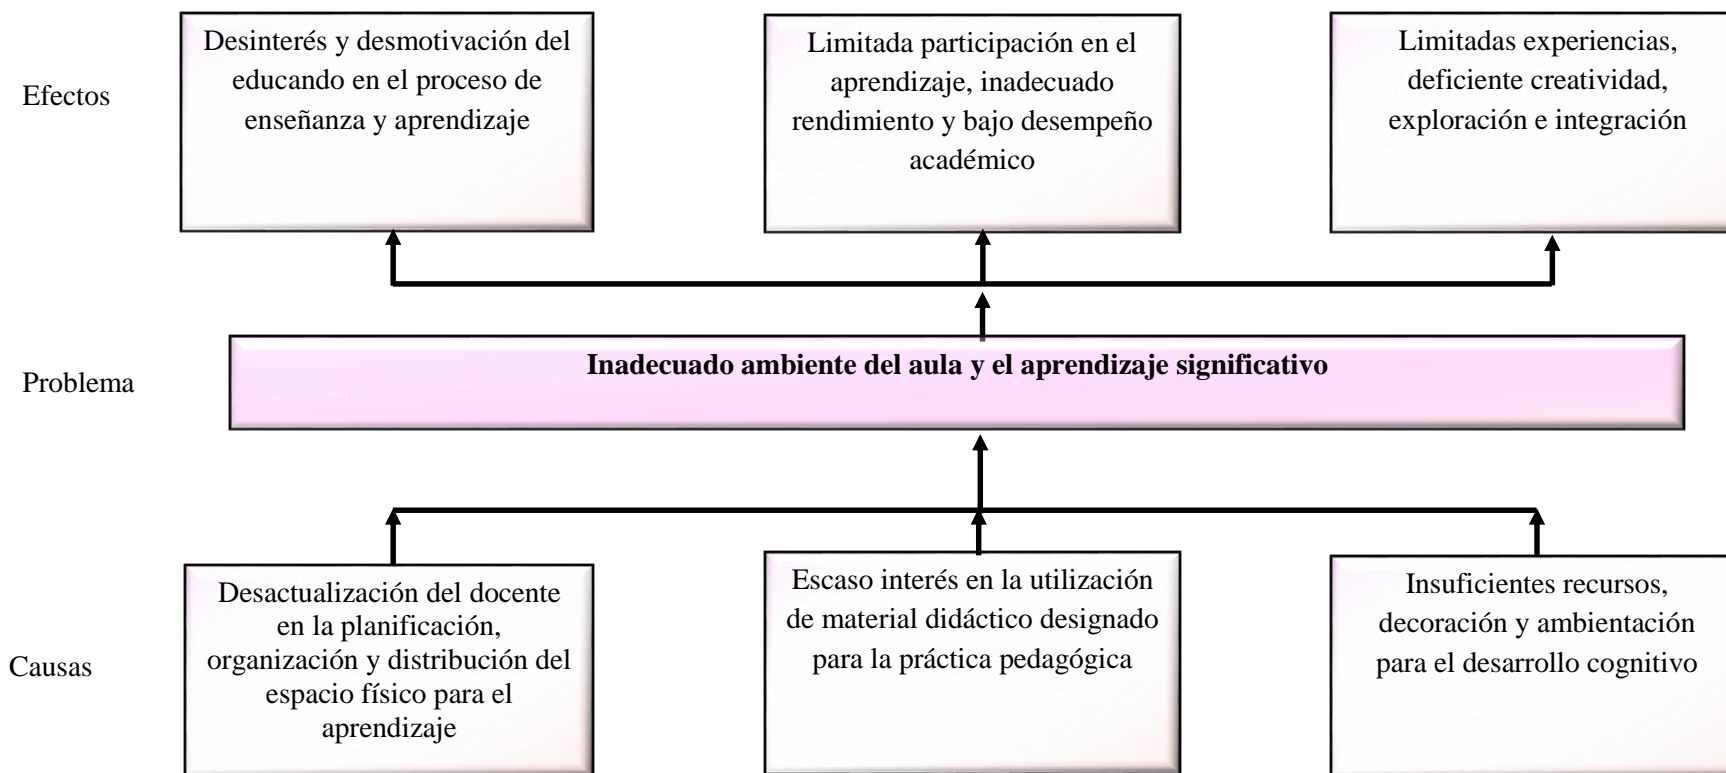 Efectos
Desinterés y desmotivación del
educando en el proceso de
enseñanza y aprendizaje
Limitada participación en el
aprendizaje, inadecuado
rendimiento y bajo desempeño
académico
Limitadas experiencias,
deficiente creatividad,
exploración e integración
Problema
Inadecuado ambiente del aula y el aprendizaje significativo
Causas
Desactualización del docente
en la planificación,
organización y distribución del
espacio físico para el
aprendizaje
Escaso interés en la utilización
de material didáctico designado
para la práctica pedagógica
Insuficientes recursos,
decoración y ambientación
para el desarrollo cognitivo